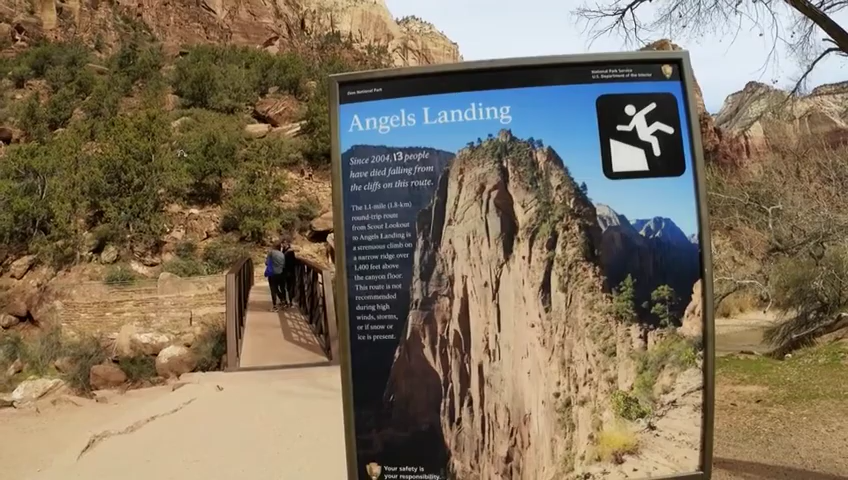 Zion National Park
National Park Service
U.S. Department of the Interior
Angels Landing
Since 2004, 13 people
have died falling from
the cliffs on this route.
The 1.1-mile (1.8-km)
round-trip route
from Scout Lookout
to Angels Landing is
a strenuous climb on
a narrow ridge over
1,400 feet above
the canyon floor.
This route is not
recommended
during high
winds, storms,
or if snow or
ice is present.
Your safety is
your responsibility.